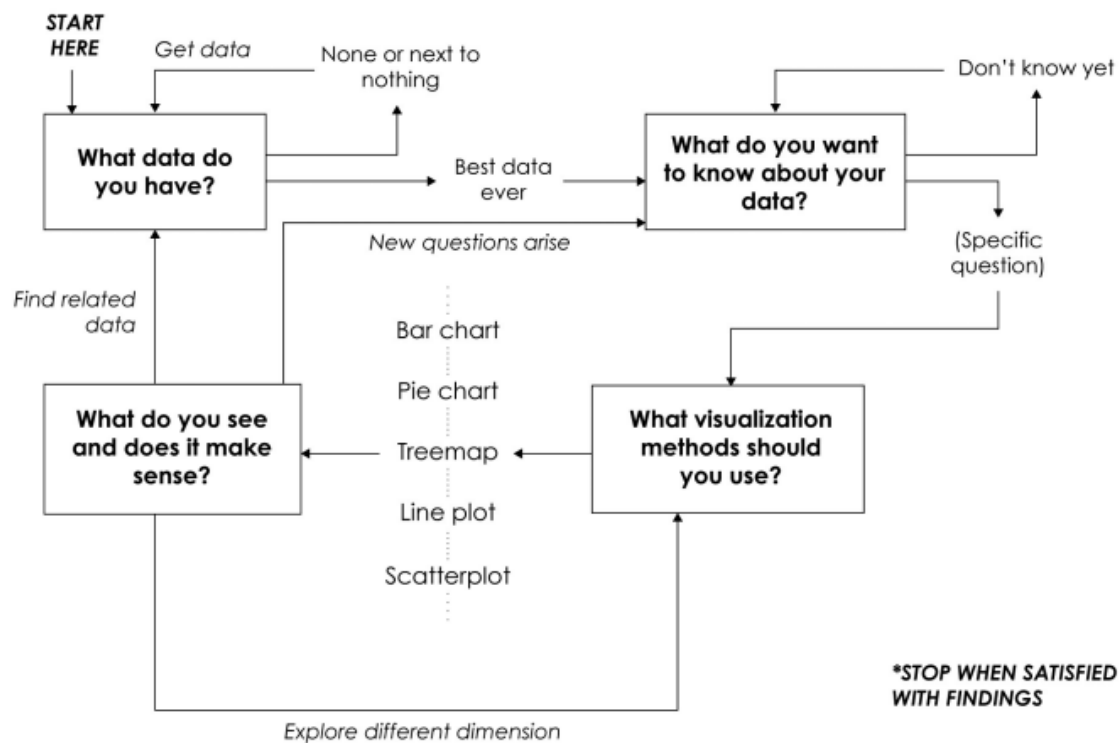 START
HERE
Get data
None or next to
nothing
Don't know yet
What data do
you have?
Best data
ever
What do you want
to know about your
data?
New questions arise
(Specific
question)
Find related
data
Bar chart
Pie chart
Treemap
Line plot
Scatterplot
What do you see
and does it make
sense?
What visualization
methods should
you use?
Explore different dimension
*STOP WHEN SATISFIED
WITH FINDINGS